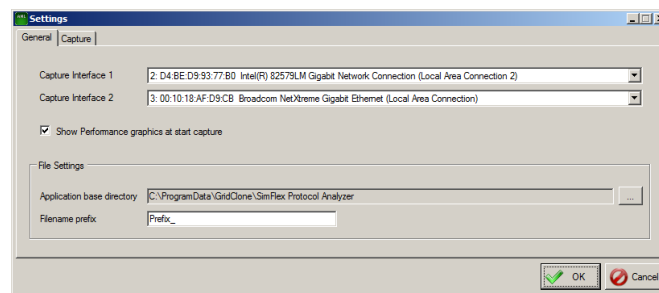 Settings
General Capture
Capture Interface 1 2: D4:BE:D9:93:77:B0 Intel(R) 82579LM Gigabit Network Connection (Local Area Connection 2)
Capture Interface 2 3: 00:10:18:AF:D9:CB Broadcom NetXtreme Gigabit Ethernet (Local Area Connection)
Show Performance graphics at start capture
File Settings
Application base directory C:\ProgramData\GridClone\SimFlex Protocol Analyzer ...
Filename prefix Prefix_
OK Cancel